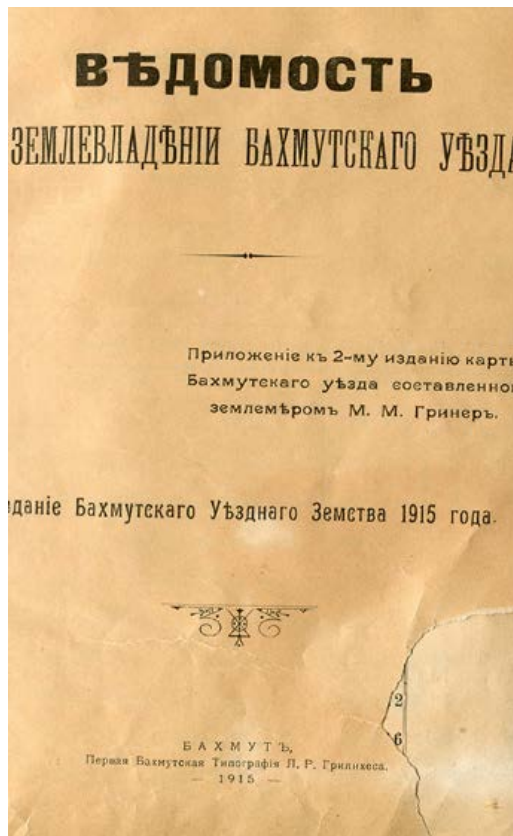 ВѢДОМОСТЬ
ЗЕМЛЕВЛАДѢНІИ БАХМУТСКАГО УѢЗДА
Приложеніе къ 2-му изданію карты
Бахмутскаго уѣзда составленной
землемѣромъ М. М. Гринеръ.
зданіе Бахмутскаго Уѣзднаго Земства 1915 года.
2
6
БАХМУТЪ,
Первая Бахмутская Типографія Л. Р. Грилихеса.
— 1915 —